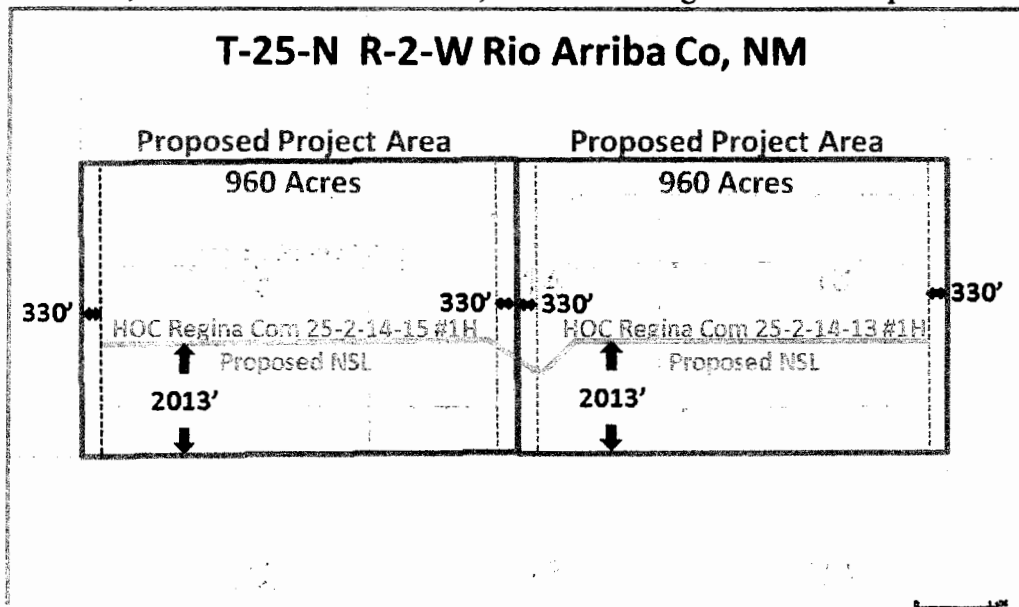 T-25-N R-2-W Rio Arriba Co, NM
Proposed Project Area Proposed Project Area
960 Acres 960 Acres
330' 330' 330' 330'
HOC Regina Com 25-2-14-15 #1H HOC Regina Com 25-2-14-13 #1H
Proposed NSL Proposed NSL
2013' 2013'